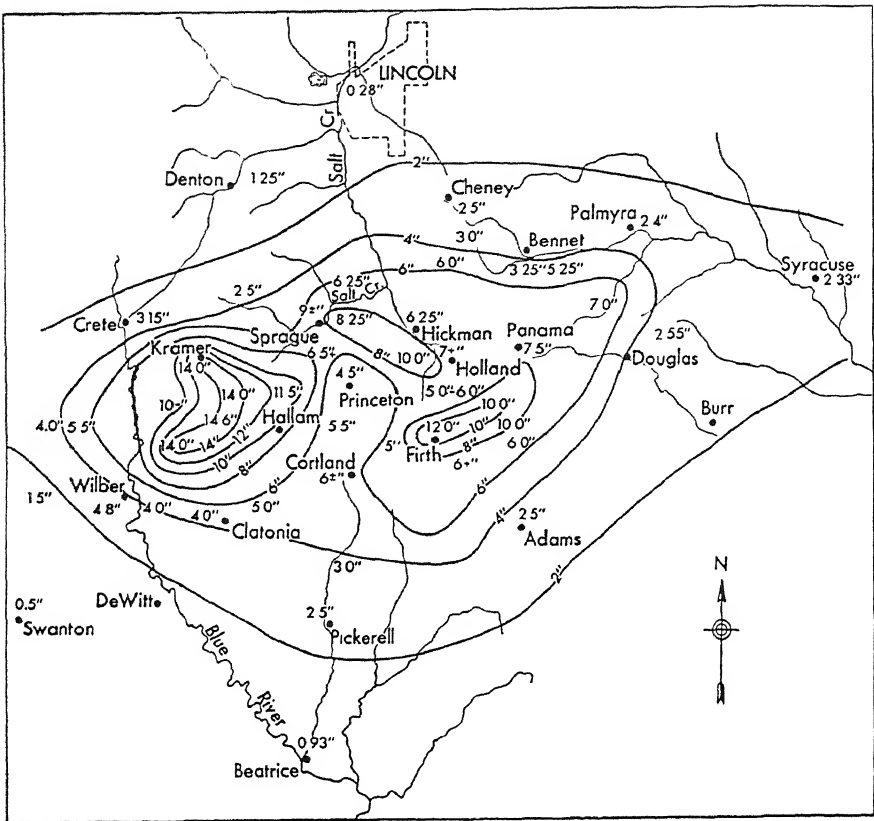 LINCOLN
0 28"
Salt Cr
2"
Denton
1 25"
Cheney
2 5"
Palmyra
2 4"
3 0"
Bennet
3 25" 5 25"
4"
6 0"
6"
6 25"
Syracuse
2 33"
2 5"
Salt Cr.
7 0"
Crete
3 15"
9±"
8 25"
6 25"
Sprague
Hickman
Panama
7 5"
2 55"
Kramer
6 5"
8"
10 0"
7+"
Holland
Douglas
14 0"
14 0"
11 5"
4 5"
Princeton
5 0"
6 0"
10-"
14 6"
10 0"
4.0"
5 5"
Hallam
5 5"
5"
12 0"
10"
10 0"
Burr
14 0"
14"
12"
Firth
8"
6 0"
10"
8"
Cortland
6±"
6+"
Wilber
6"
5 0"
6"
1 5"
4 8"
4 0"
4 0"
Clatonia
4"
2 5"
Adams
3 0"
2"
N
0.5"
Swanton
DeWitt
2 5"
Pickerell
Blue River
0 93"
Beatrice